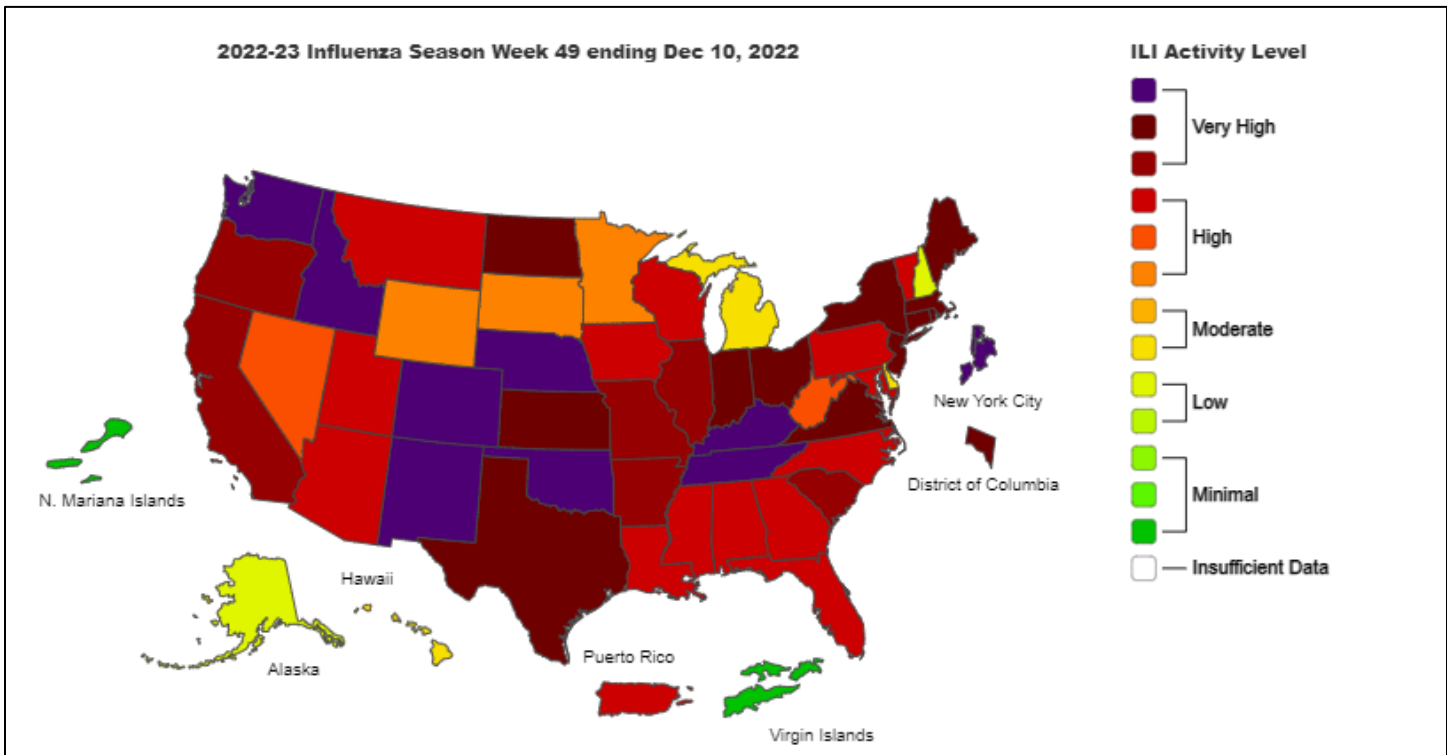 2022-23 Influenza Season Week 49 ending Dec 10, 2022
ILI Activity Level
Very High
High
Moderate
Low
Minimal
Insufficient Data
New York City
District of Columbia
N. Mariana Islands
Hawaii
Alaska
Puerto Rico
Virgin Islands